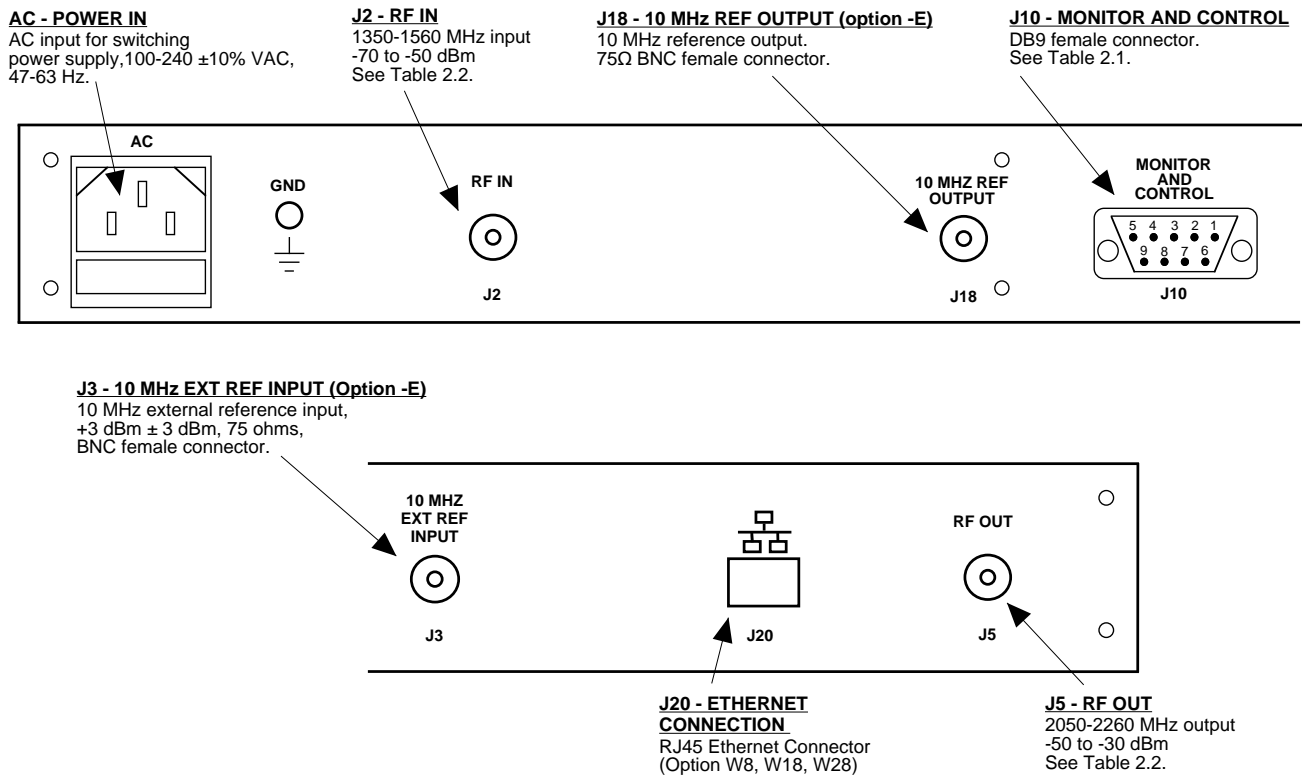 AC - POWER IN
AC input for switching
power supply,100-240 ±10% VAC,
47-63 Hz.
J2 - RF IN
1350-1560 MHz input
-70 to -50 dBm
See Table 2.2.
J18 - 10 MHz REF OUTPUT (option -E)
10 MHz reference output.
75Ω BNC female connector.
J10 - MONITOR AND CONTROL
DB9 female connector.
See Table 2.1.
AC
GND
RF IN
J2
10 MHZ REF
OUTPUT
J18
MONITOR
AND
CONTROL
5 4 3 2 1
9 8 7 6
J10
J3 - 10 MHz EXT REF INPUT (Option -E)
10 MHz external reference input,
+3 dBm ± 3 dBm, 75 ohms,
BNC female connector.
10 MHZ
EXT REF
INPUT
J3
J20
RF OUT
J5
J20 - ETHERNET
CONNECTION
RJ45 Ethernet Connector
(Option W8, W18, W28)
J5 - RF OUT
2050-2260 MHz output
-50 to -30 dBm
See Table 2.2.